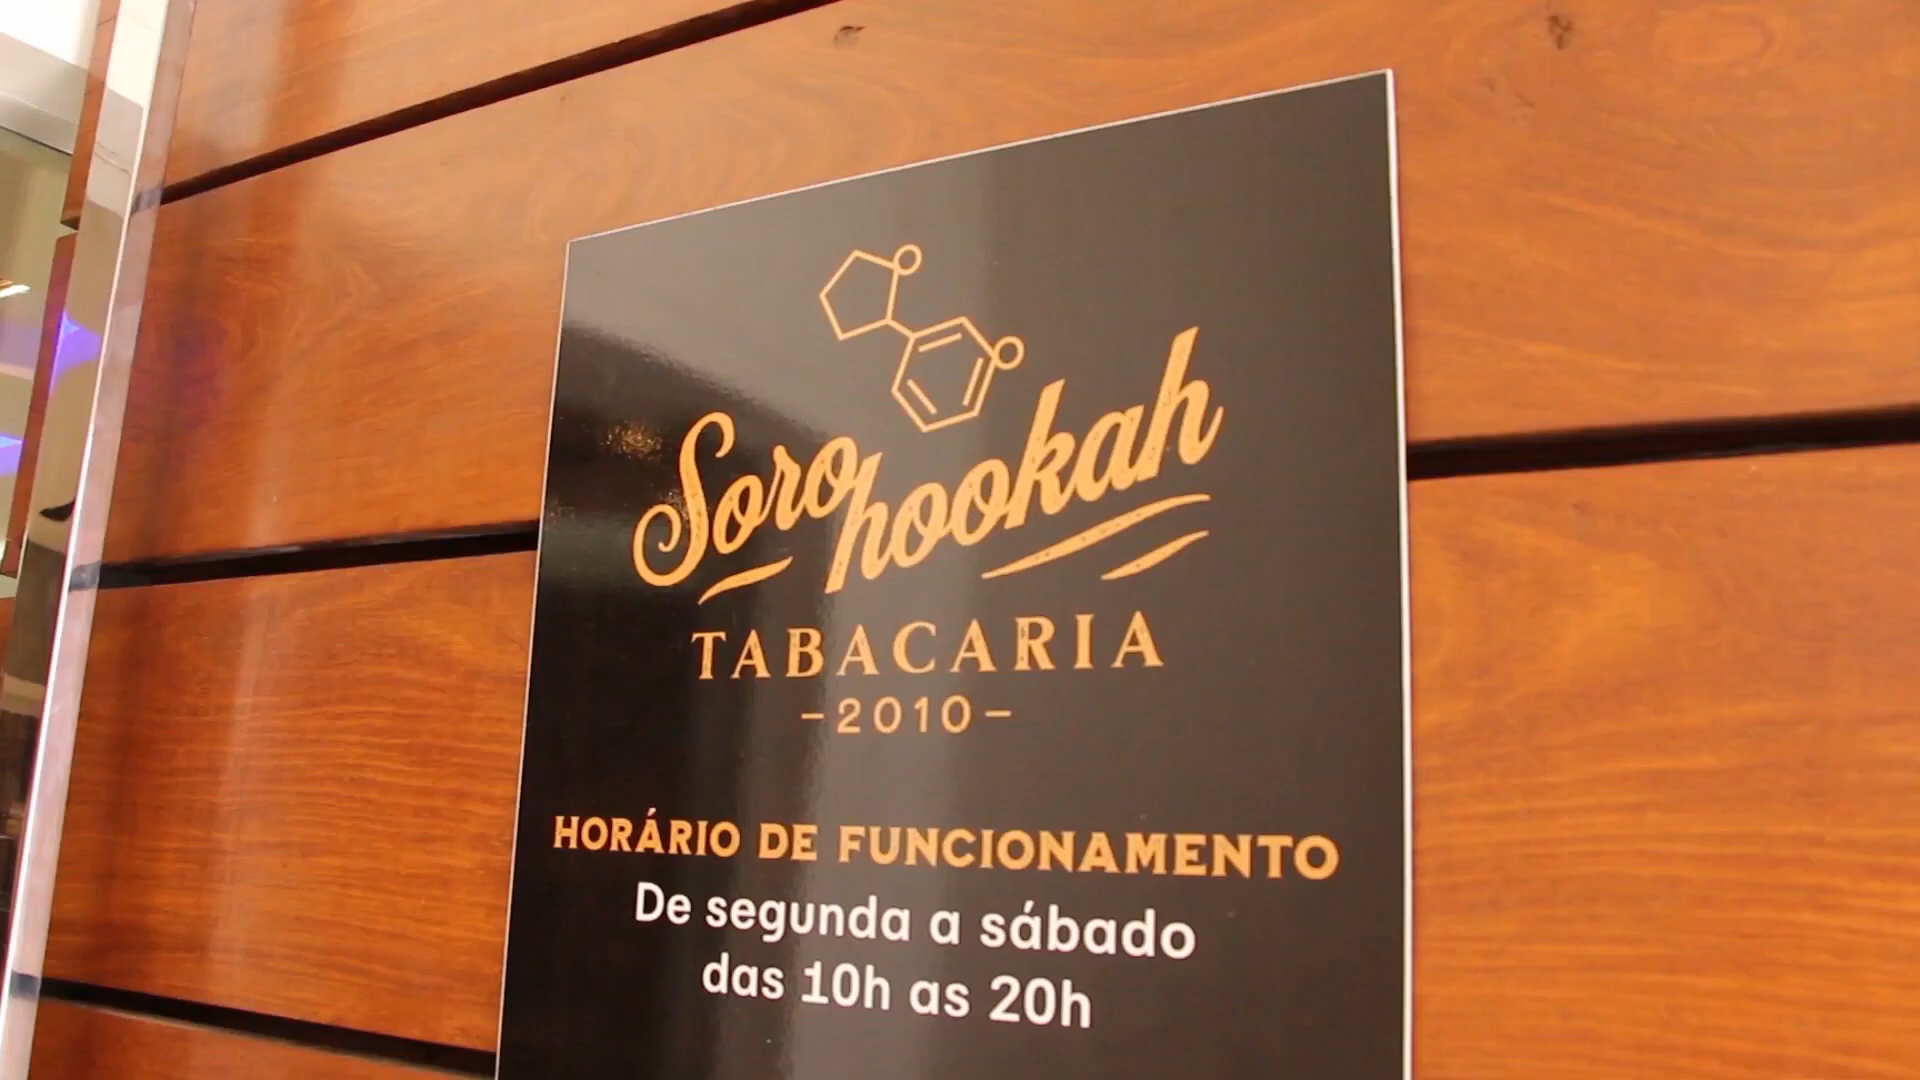 Soro hookah
TABACARIA
-2010-
HORÁRIO DE FUNCIONAMENTO
De segunda a sábado
das 10h as 20h